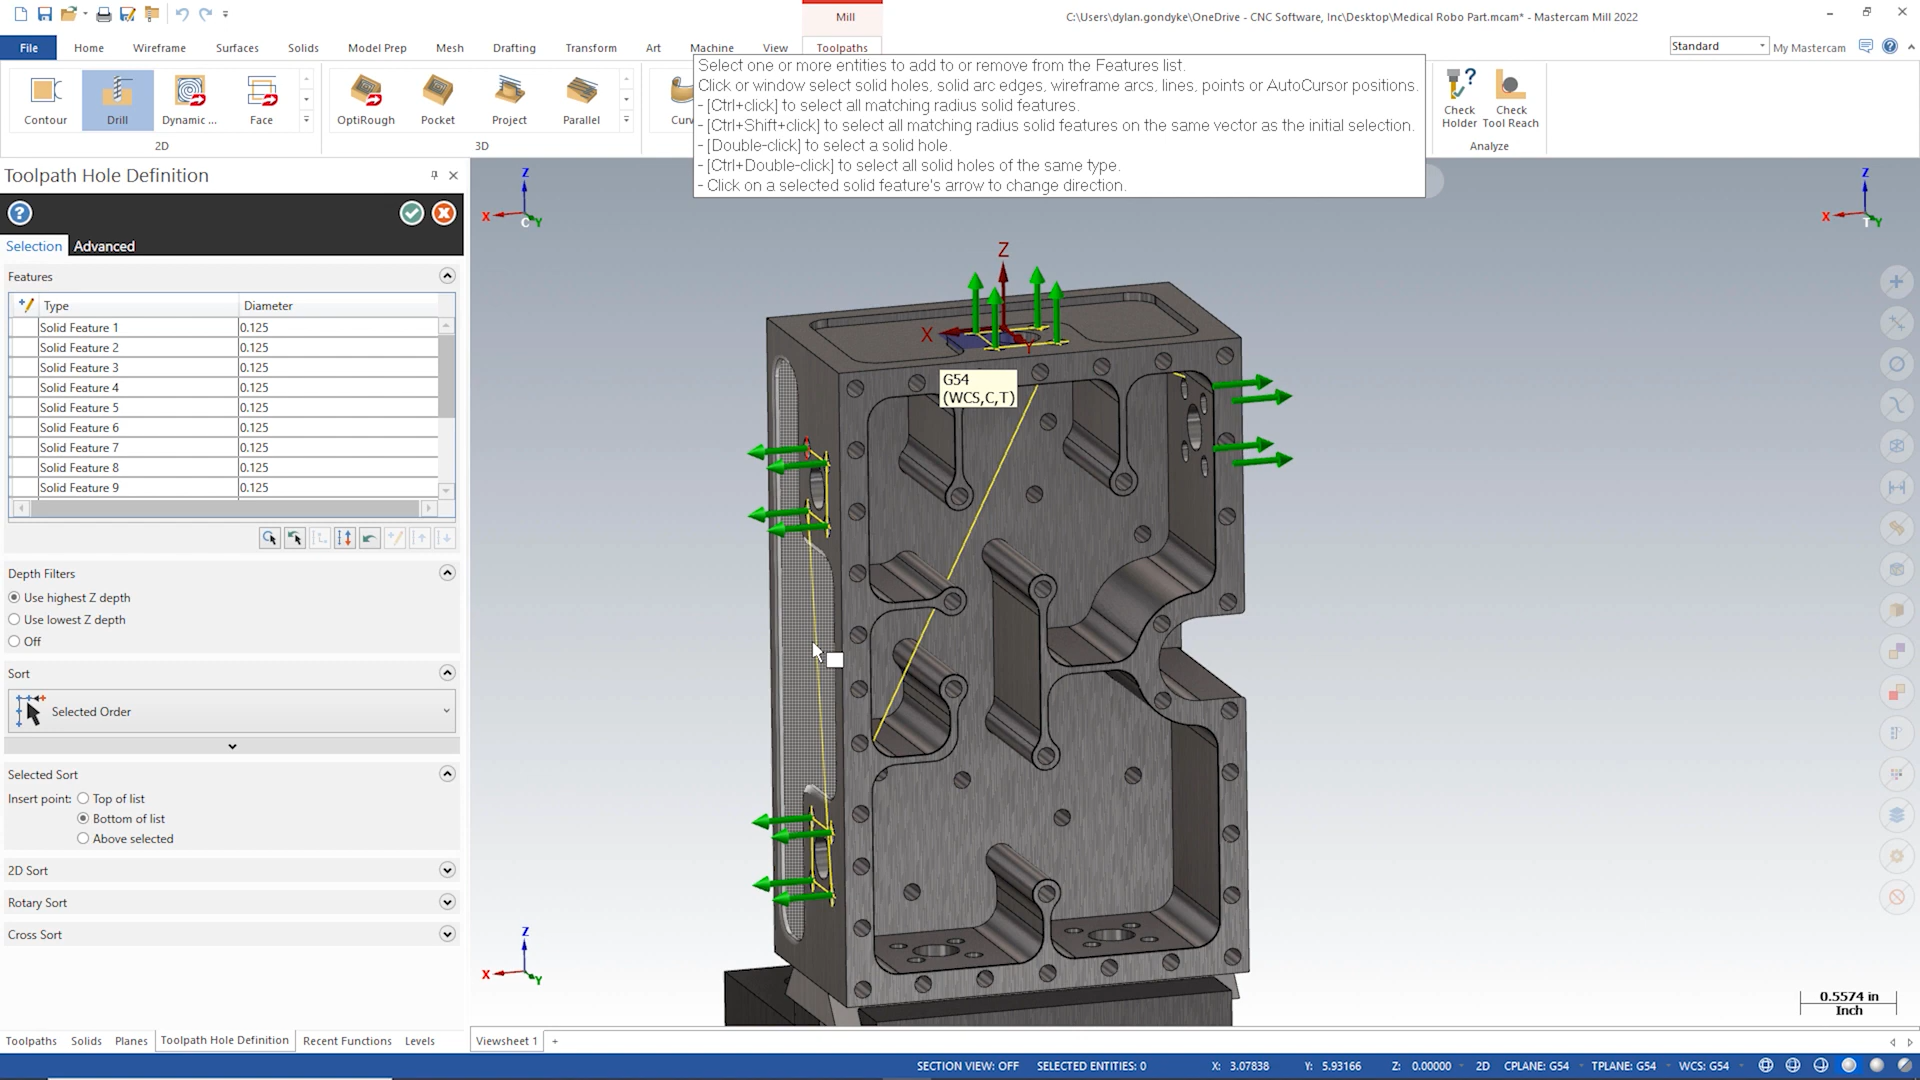 Mill
C:\Users\dylan.gondyke\OneDrive - CNC Software, Inc\Desktop\Medical Robo Part.mcam* - Mastercam Mill 2022
File
Home
Wireframe
Surfaces
Solids
Model Prep
Mesh
Drafting
Transform
Art
Machine
View
Toolpaths
Standard
My Mastercam
Contour
Drill
Dynamic ...
Face
2D
OptiRough
Pocket
Project
Parallel
3D
Select one or more entities to add to or remove from the Features list.
Click or window select solid holes, solid arc edges, wireframe arcs, lines, points or AutoCursor positions.
- [Ctrl+click] to select all matching radius solid features.
- [Ctrl+Shift+click] to select all matching radius solid features on the same vector as the initial selection.
- [Double-click] to select a solid hole.
- [Ctrl+Double-click] to select all solid holes of the same type.
- Click on a selected solid feature's arrow to change direction.
Check
Holder
Check
Tool Reach
Analyze
Toolpath Hole Definition
Selection
Advanced
Features
Type
Diameter
Solid Feature 1
0.125
Solid Feature 2
0.125
Solid Feature 3
0.125
Solid Feature 4
0.125
Solid Feature 5
0.125
Solid Feature 6
0.125
Solid Feature 7
0.125
Solid Feature 8
0.125
Solid Feature 9
0.125
Depth Filters
Use highest Z depth
Use lowest Z depth
Off
Sort
Selected Order
Selected Sort
Insert point:
Top of list
Bottom of list
Above selected
2D Sort
Rotary Sort
Cross Sort
Z
X
C
Y
Z
X
T
Y
Z
X
Y
G54
(WCS,C,T)
Z
X
Y
0.5574 in
Inch
Toolpaths
Solids
Planes
Toolpath Hole Definition
Recent Functions
Levels
Viewsheet 1
+
SECTION VIEW: OFF
SELECTED ENTITIES: 0
X: 3.07838
Y: 5.93166
Z: 0.00000
2D
CPLANE: G54
TPLANE: G54
WCS: G54